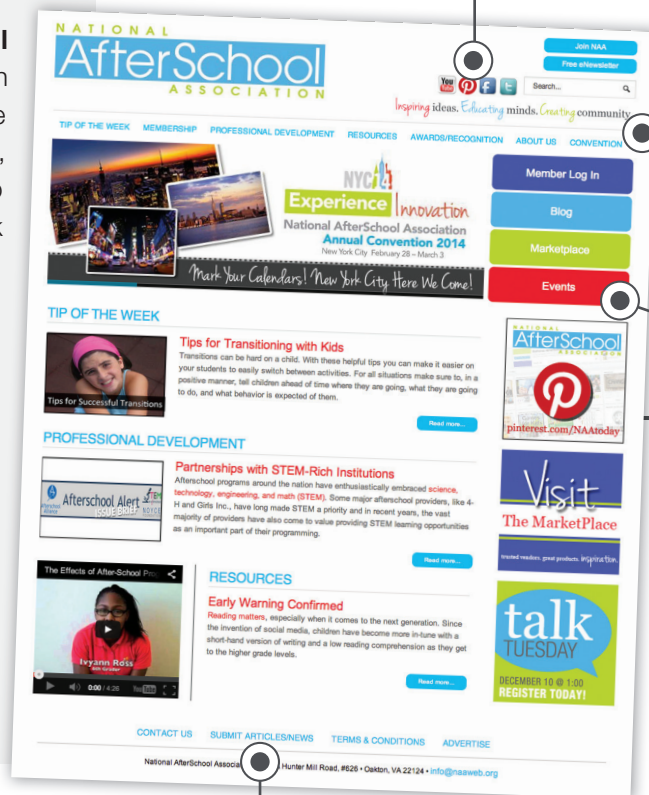 NATIONAL
AfterSchool
ASSOCIATION
Join NAA
Free eNewsletter
You Tube
Search...
Inspiring ideas. Educating minds. Creating community
TIP OF THE WEEK MEMBERSHIP PROFESSIONAL DEVELOPMENT RESOURCES AWARDS/RECOGNITION ABOUT US CONVENTION
NYC 14
Experience Innovation
National AfterSchool Association
Annual Convention 2014
New York City February 28 – March 3
Mark Your Calendars! New York City Here We Come!
Member Log In
Blog
Marketplace
Events
TIP OF THE WEEK
Tips for Successful Transitions
Tips for Transitioning with Kids
Transitions can be hard on a child. With these helpful tips you can make it easier on
your students to easily switch between activities. For all situations make sure to, in a
positive manner, tell children ahead of time where they are going, what they are going
to do, and what behavior is expected of them.
Read more...
NATIONAL
AfterSchool
ASSOCIATION
pinterest.com/NAAtoday
PROFESSIONAL DEVELOPMENT
Afterschool Alert
ISSUE BRIEF
STEM
NOYCE
Partnerships with STEM-Rich Institutions
Afterschool programs around the nation have enthusiastically embraced science,
technology, engineering, and math (STEM). Some major afterschool providers, like 4-
H and Girls Inc., have long made STEM a priority and in recent years, the vast
majority of providers have also come to value providing STEM learning opportunities
as an important part of their programming.
Read more...
Visit
The MarketPlace
trusted vendors. great products. inspiration.
The Effects of After-School Pro
Ivyann Ross
0:00 / 4:26 YouTube
RESOURCES
Early Warning Confirmed
Reading matters, especially when it comes to the next generation. Since
the invention of social media, children have become more in-tune with a
short-hand version of writing and a low reading comprehension as they get
to the higher grade levels.
Read more...
talk
TUESDAY
DECEMBER 10 @ 1:00
REGISTER TODAY!
CONTACT US SUBMIT ARTICLES/NEWS TERMS & CONDITIONS ADVERTISE
National AfterSchool Associa Hunter Mill Road, #626 • Oakton, VA 22124 • info@naaweb.org